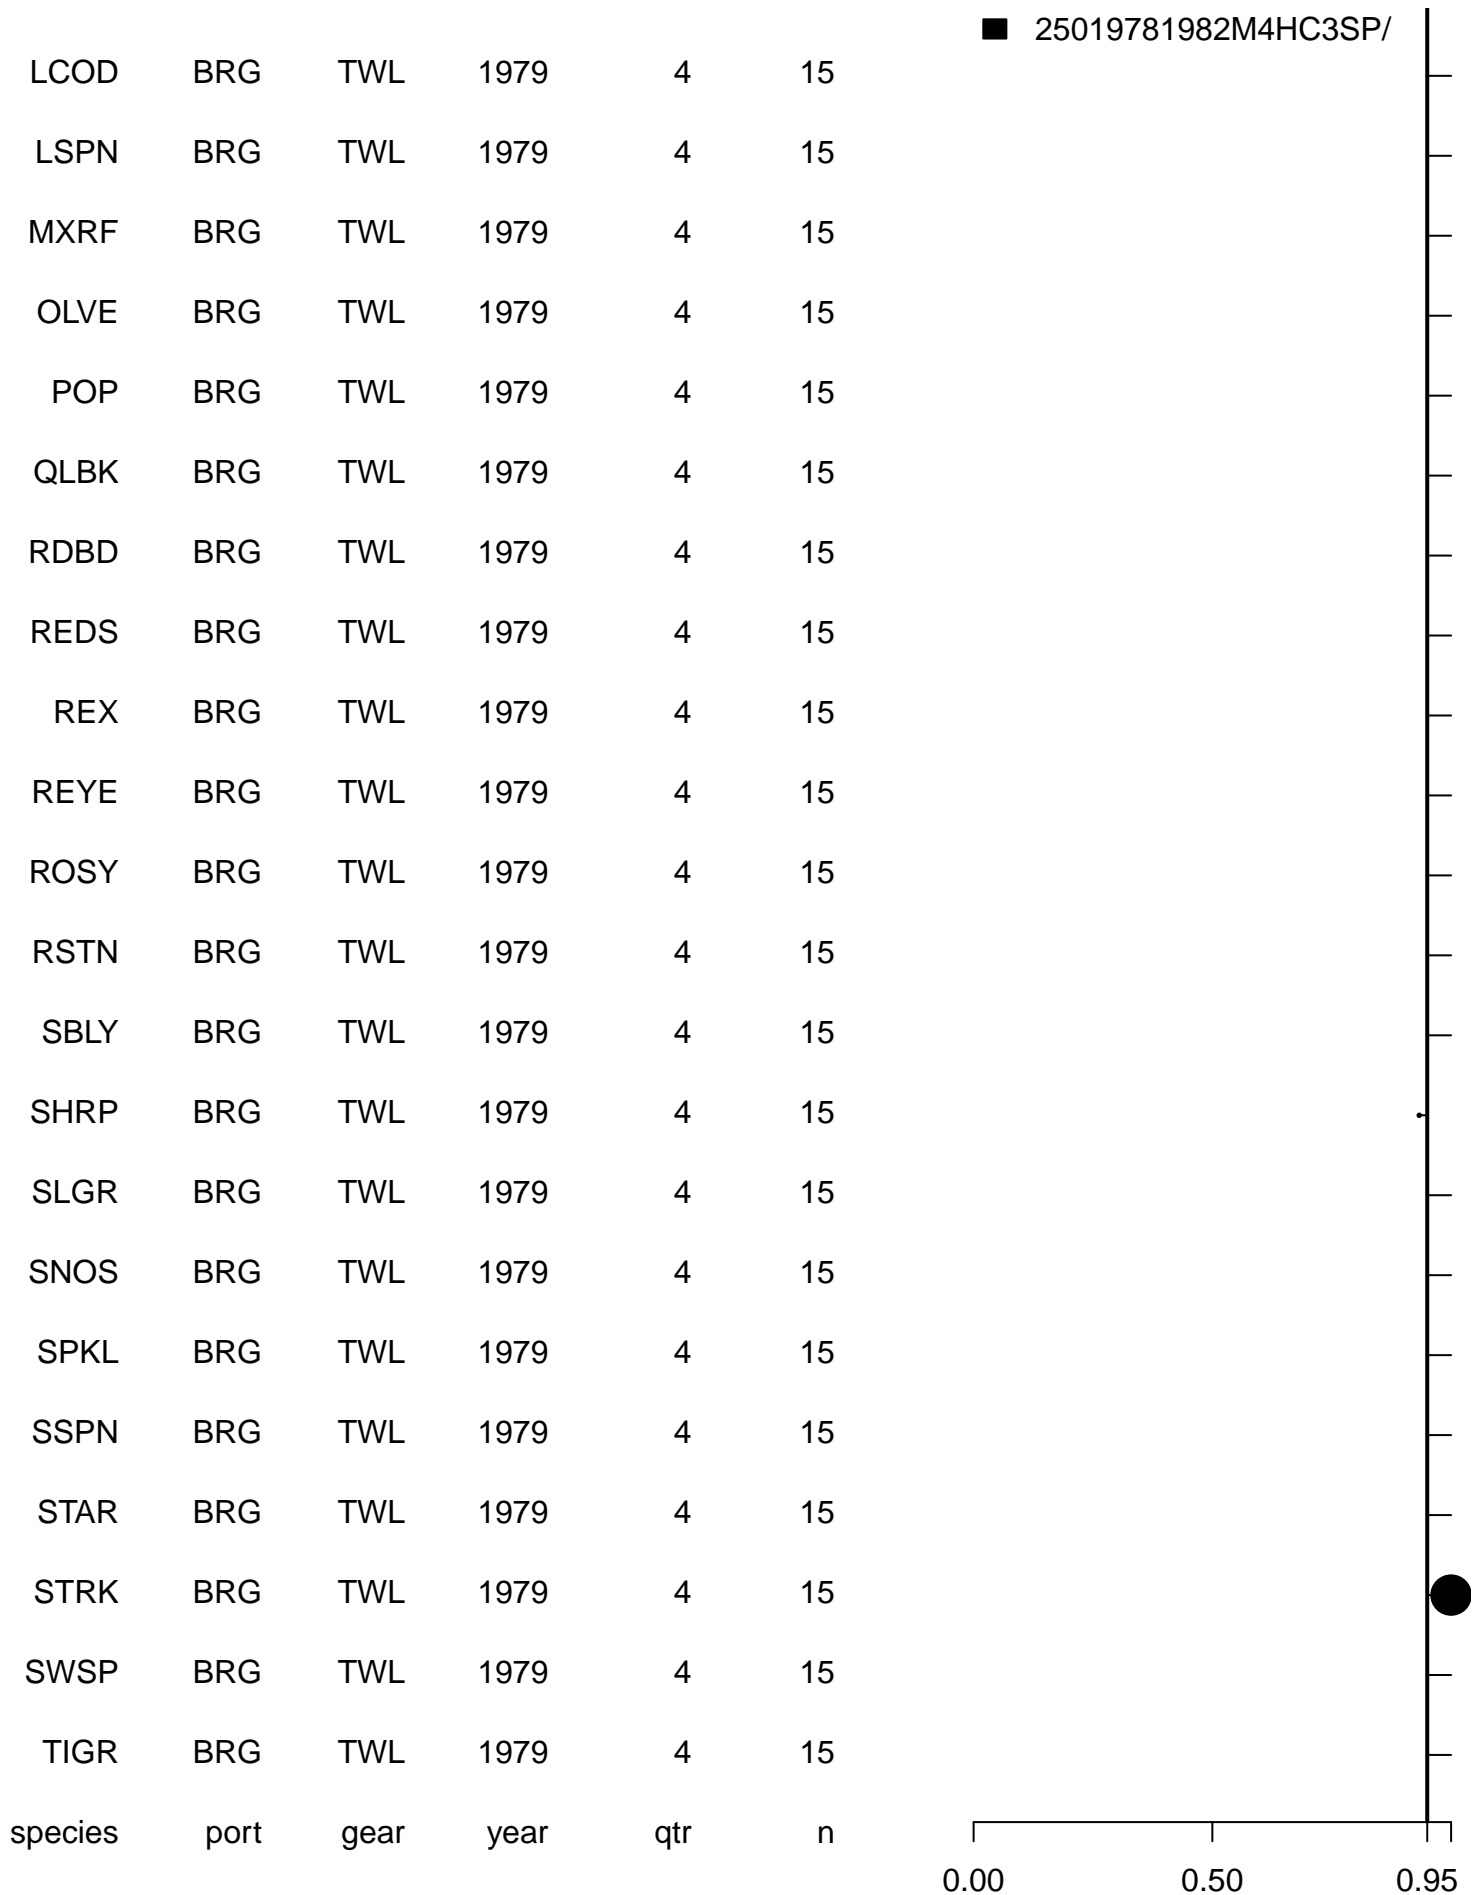 25019781982M4HC3SP/
LCOD BRG TWL 1979 4 15
LSPN BRG TWL 1979 4 15
MXRF BRG TWL 1979 4 15
OLVE BRG TWL 1979 4 15
POP BRG TWL 1979 4 15
QLBK BRG TWL 1979 4 15
RDBD BRG TWL 1979 4 15
REDS BRG TWL 1979 4 15
REX BRG TWL 1979 4 15
REYE BRG TWL 1979 4 15
ROSY BRG TWL 1979 4 15
RSTN BRG TWL 1979 4 15
SBLY BRG TWL 1979 4 15
SHRP BRG TWL 1979 4 15
SLGR BRG TWL 1979 4 15
SNOS BRG TWL 1979 4 15
SPKL BRG TWL 1979 4 15
SSPN BRG TWL 1979 4 15
STAR BRG TWL 1979 4 15
STRK BRG TWL 1979 4 15
SWSP BRG TWL 1979 4 15
TIGR BRG TWL 1979 4 15
species port gear year qtr n
0.00 0.50 0.95